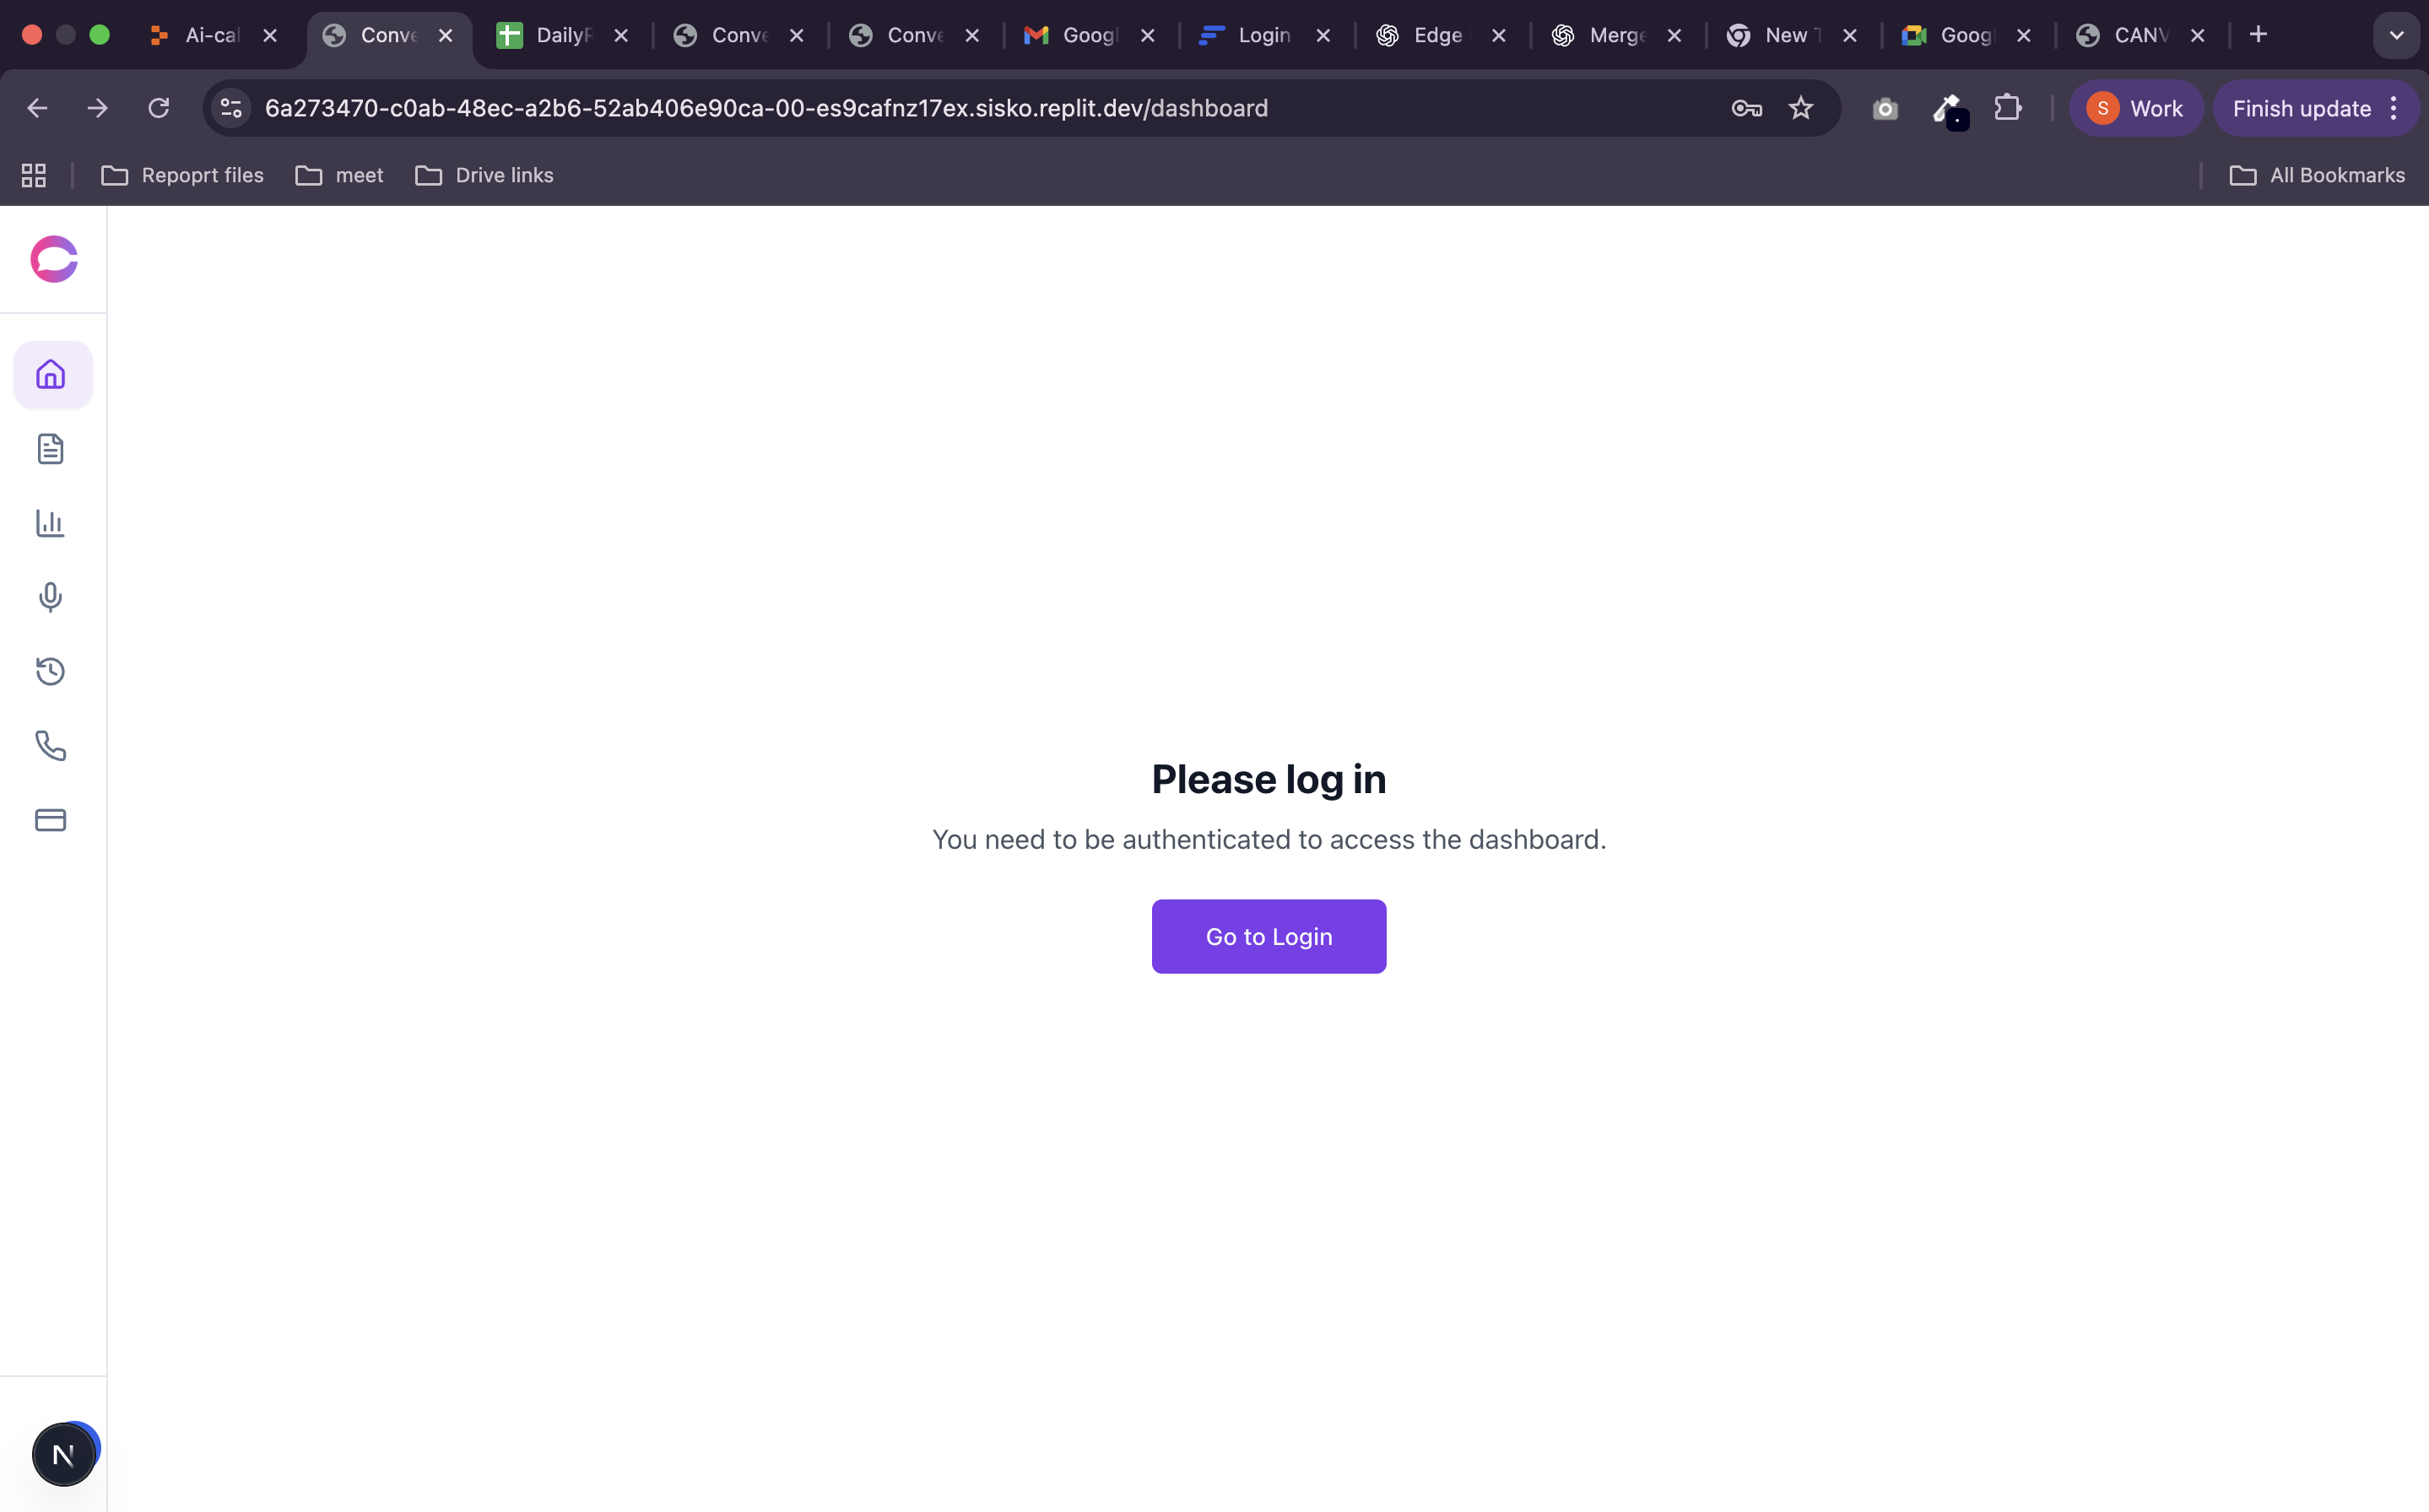 Ai-cal
Conve
DailyR
Conve
Conve
Googl
Login
Edge
Merge
New T
Googl
CANV
6a273470-c0ab-48ec-a2b6-52ab406e90ca-00-es9cafnz17ex.sisko.replit.dev/dashboard
S Work
Finish update
Repoprt files
meet
Drive links
All Bookmarks
Please log in
You need to be authenticated to access the dashboard.
Go to Login
N